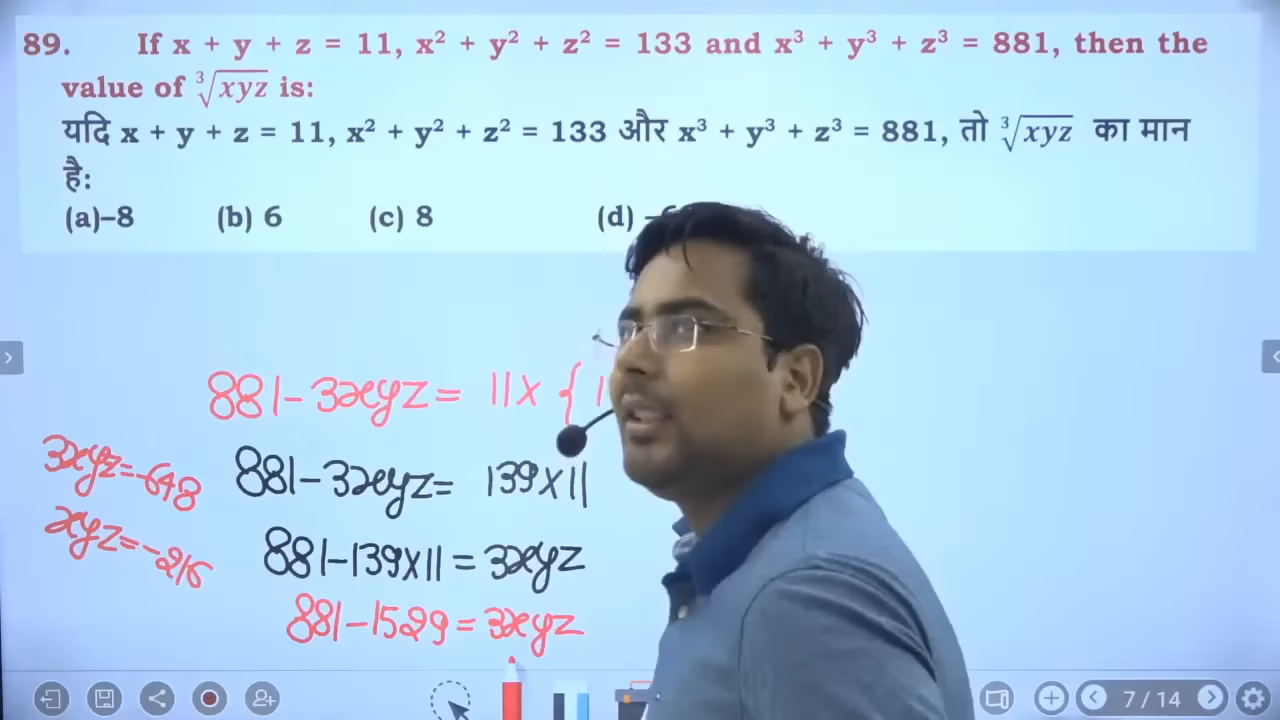 89. If x + y + z = 11, x² + y² + z² = 133 and x³ + y³ + z³ = 881, then the
value of ∛xyz is:
यदि x + y + z = 11, x² + y² + z² = 133 और x³ + y³ + z³ = 881, तो ∛xyz का मान
है:
(a)–8 (b) 6 (c) 8 (d)
881-3xyz= 11× {
881-3xyz= 139×11
881-139×11 = 3xyz
881-1529 = 3xyz
3xyz=-648
xyz=-216
7 / 14